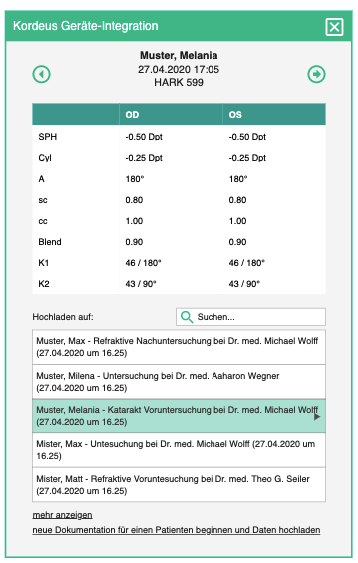 Kordeus Geräte-Integration
Muster, Melania
27.04.2020 17:05
HARK 599
OD OS
SPH -0.50 Dpt -0.50 Dpt
Cyl -0.25 Dpt -0.25 Dpt
A 180° 180°
sc 0.80 0.80
cc 1.00 1.00
Blend 0.90 0.90
K1 46 / 180° 46 / 180°
K2 43 / 90° 43 / 90°
Hochladen auf: Suchen...
Muster, Max - Refraktive Nachuntersuchung bei Dr. med. Michael Wolff
(27.04.2020 um 16.25)
Muster, Milena - Untersuchung bei Dr. med. Aaharon Wegner
(27.04.2020 um 16.25)
Muster, Melania - Katarakt Voruntersuchung bei Dr. med. Michael Wolff
(27.04.2020 um 16.25)
Mister, Max - Untesuchung bei Dr. med. Michael Wolff (27.04.2020 um
16.25)
Muster, Matt - Refraktive Voruntesuchung bei Dr. med. Theo G. Seiler
(27.04.2020 um 16.25)
mehr anzeigen
neue Dokumentation für einen Patienten beginnen und Daten hochladen